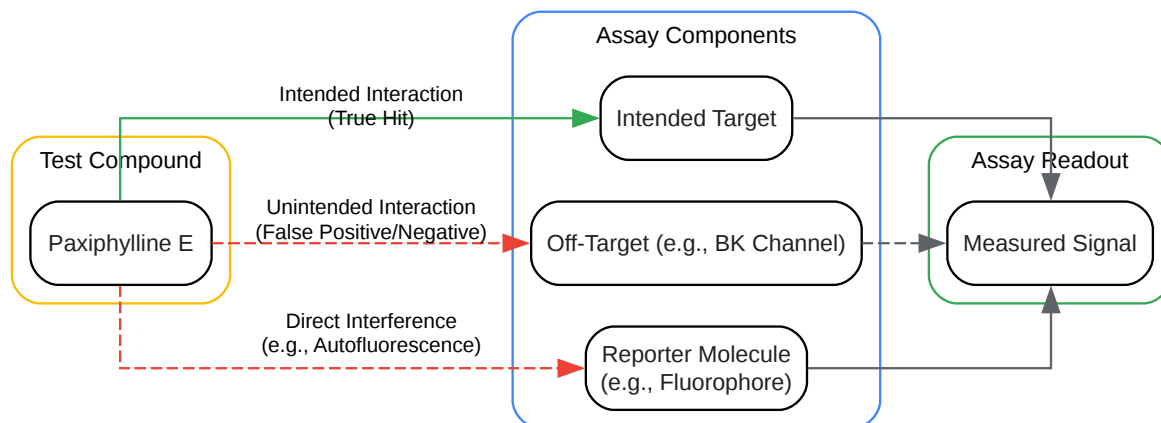 Assay Components
Intended Interaction
(True Hit)
Intended Target
Test Compound
Assay Readout
Paxiphylline E
Unintended Interaction
(False Positive/Negative)
Off-Target (e.g., BK Channel)
Measured Signal
Direct Interference
(e.g., Autofluorescence)
Reporter Molecule
(e.g., Fluorophore)